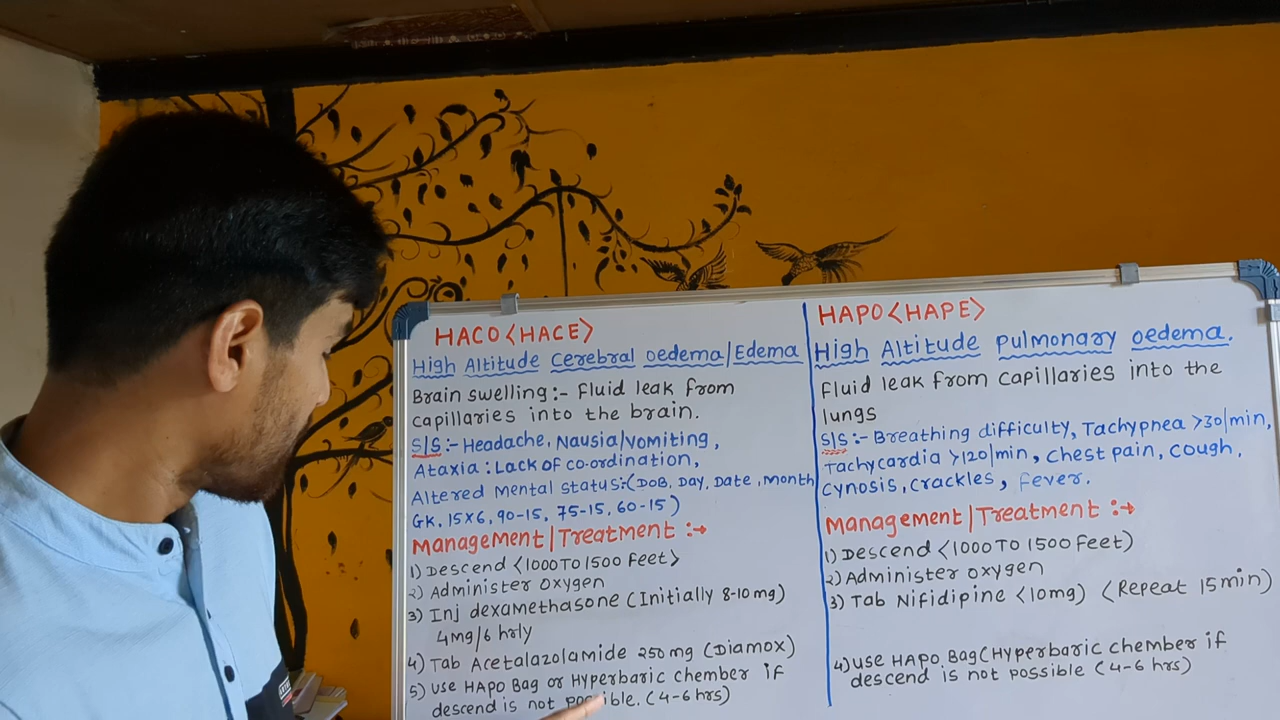 HACO <HACE>
High Altitude Cerebral oedema/Edema
Brain swelling:- Fluid leak from
capillaries into the brain.
S/S:- Headache, Nausia/vomiting,
Ataxia: Lack of co-ordination,
Altered Mental status:-(DOB, Day, Date, month
GK, 15x6, 90-15, 75-15, 60-15)
Management/Treatment :→
1) Descend <1000 TO 1500 Feet>
2) Administer oxygen
3) Inj dexamethasone (Initially 8-10 mg)
4mg/6 hrly
4) Tab Acetalazolamide 250 mg (Diamox)
5) Use HAPO Bag or Hyperbaric chember if
descend is not possible. (4-6 hrs)
HAPO <HAPE>
High Altitude pulmonary oedema.
Fluid leak from capillaries into the
lungs
S/S:- Breathing difficulty, Tachypnea >30/min,
Tachycardia >120/min, chest pain, cough,
cynosis, crackles, fever.
Management/Treatment :→
1) Descend <1000 TO 1500 Feet)
2) Administer oxygen
3) Tab Nifidipine <10mg) <Repeat 15min)
4) use HAPO Bag(Hyperbaric chember if
descend is not possible (4-6 hrs)